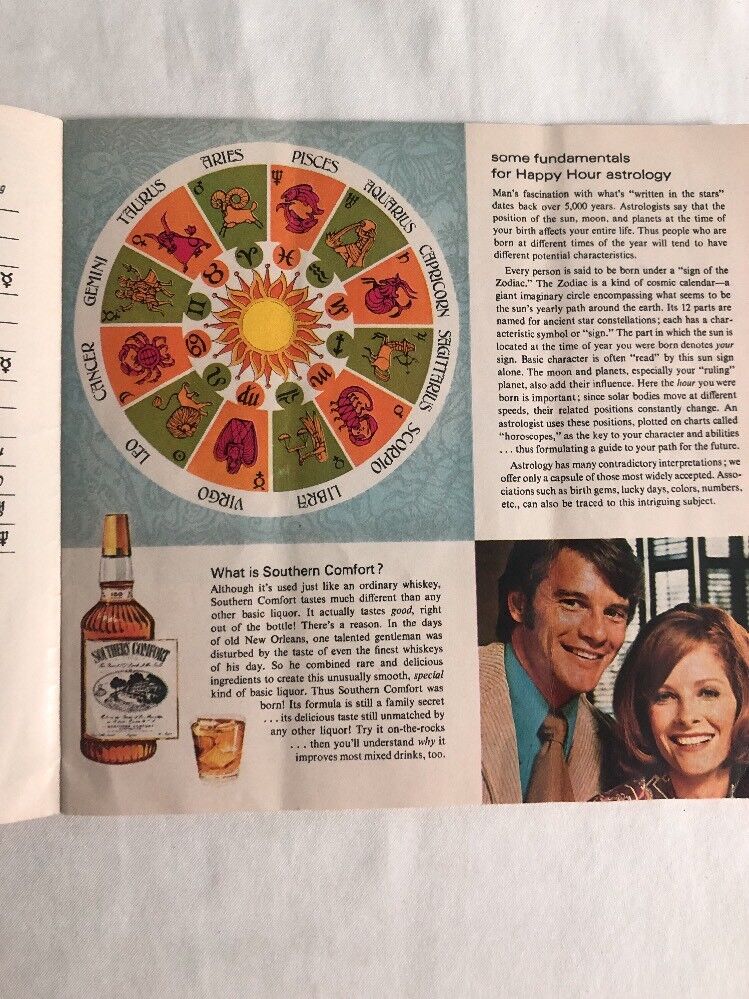 ARIES
PISCES
AQUARIUS
CAPRICORN
SAGITTARIUS
SCORPIO
LIBRA
VIRGO
LEO
CANCER
GEMINI
TAURUS
some fundamentals
for Happy Hour astrology
Man's fascination with what's "written in the stars"
dates back over 5,000 years. Astrologists say that the
position of the sun, moon, and planets at the time of
your birth affects your entire life. Thus people who are
born at different times of the year will tend to have
different potential characteristics.
Every person is said to be born under a "sign of the
Zodiac." The Zodiac is a kind of cosmic calendar—a
giant imaginary circle encompassing what seems to be
the sun's yearly path around the earth. Its 12 parts are
named for ancient star constellations; each has a char-
acteristic symbol or "sign." The part in which the sun is
located at the time of year you were born denotes your
sign. Basic character is often "read" by this sun sign
alone. The moon and planets, especially your "ruling"
planet, also add their influence. Here the hour you were
born is important; since solar bodies move at different
speeds, their related positions constantly change. An
astrologist uses these positions, plotted on charts called
"horoscopes," as the key to your character and abilities
. . . thus formulating a guide to your path for the future.
Astrology has many contradictory interpretations; we
offer only a capsule of those most widely accepted. Asso-
ciations such as birth gems, lucky days, colors, numbers,
etc., can also be traced to this intriguing subject.
What is Southern Comfort?
Although it's used just like an ordinary whiskey,
Southern Comfort tastes much different than any
other basic liquor. It actually tastes good, right
out of the bottle! There's a reason. In the days
of old New Orleans, one talented gentleman was
disturbed by the taste of even the finest whiskeys
of his day. So he combined rare and delicious
ingredients to create this unusually smooth, special
kind of basic liquor. Thus Southern Comfort was
born! Its formula is still a family secret
. . . its delicious taste still unmatched by
any other liquor! Try it on-the-rocks
. . . then you'll understand why it
improves most mixed drinks, too.
100
SOUTHERN COMFORT